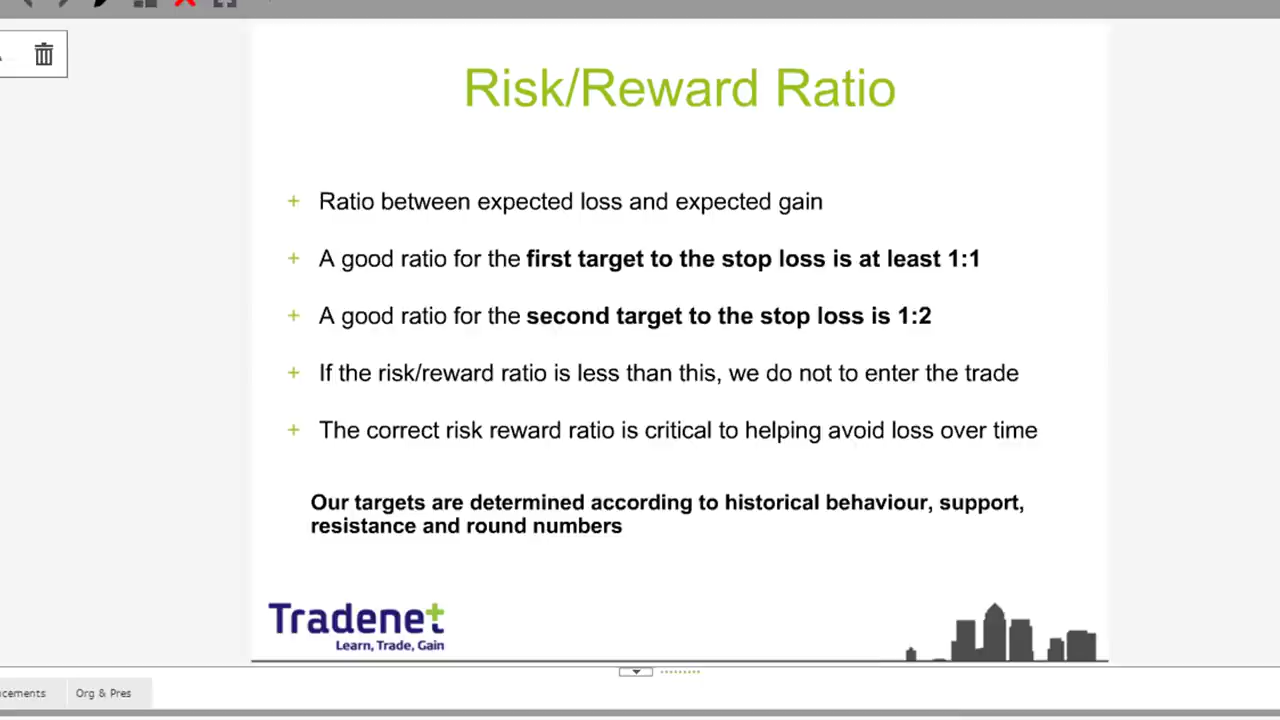 Risk/Reward Ratio
+ Ratio between expected loss and expected gain
+ A good ratio for the first target to the stop loss is at least 1:1
+ A good ratio for the second target to the stop loss is 1:2
+ If the risk/reward ratio is less than this, we do not to enter the trade
+ The correct risk reward ratio is critical to helping avoid loss over time
Our targets are determined according to historical behaviour, support,
resistance and round numbers
Tradenet
Learn, Trade, Gain
cements Org & Pres